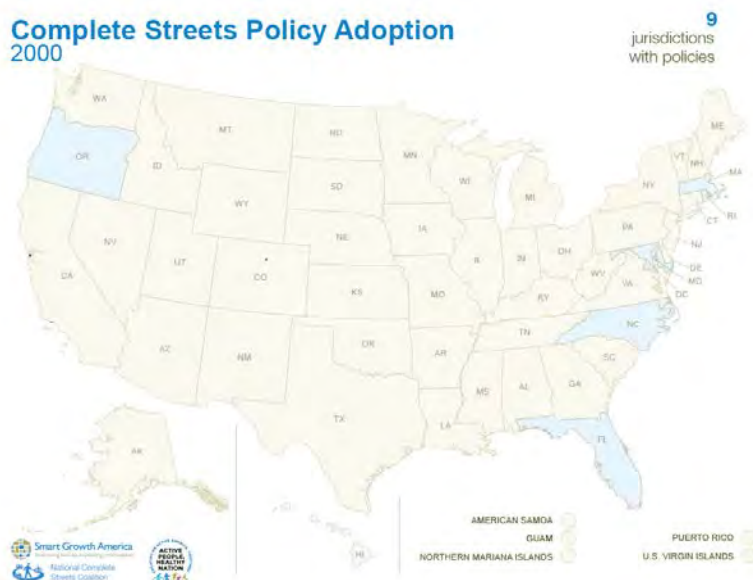 Complete Streets Policy Adoption
2000
9
jurisdictions
with policies
WA
OR
ID
MT
ND
MN
SD
WY
NE
IA
WI
MI
NY
VT
NH
ME
MA
CT
RI
PA
NJ
DE
MD
DC
NV
UT
CO
CA
KS
MO
IL
IN
OH
WV
VA
KY
TN
NC
SC
AZ
NM
OK
AR
MS
AL
GA
TX
LA
FL
AK
HI
AMERICAN SAMOA
GUAM
NORTHERN MARIANA ISLANDS
PUERTO RICO
U.S. VIRGIN ISLANDS
Smart Growth America
National Complete
Streets Coalition
ACTIVE
PEOPLE,
HEALTHY
NATION